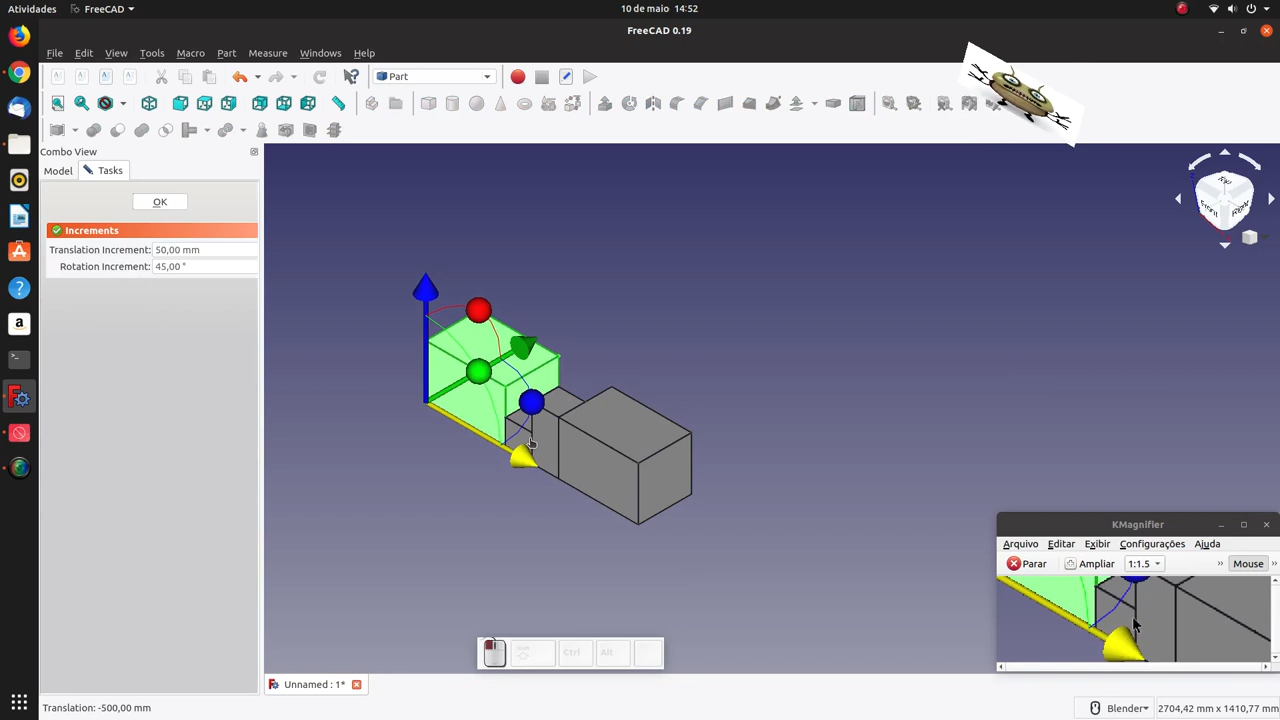 Atividades
FreeCAD
10 de maio 14:52
FreeCAD 0.19
File Edit View Tools Macro Part Measure Windows Help
Part
Combo View
Model
Tasks
OK
Increments
Translation Increment: 50,00 mm
Rotation Increment: 45,00 °
KMagnifier
Arquivo Editar Exibir Configurações Ajuda
Parar
Ampliar
1:1.5
Mouse
Ctrl
Alt
Unnamed : 1*
Translation: -500,00 mm
Blender
2704,42 mm x 1410,77 mm